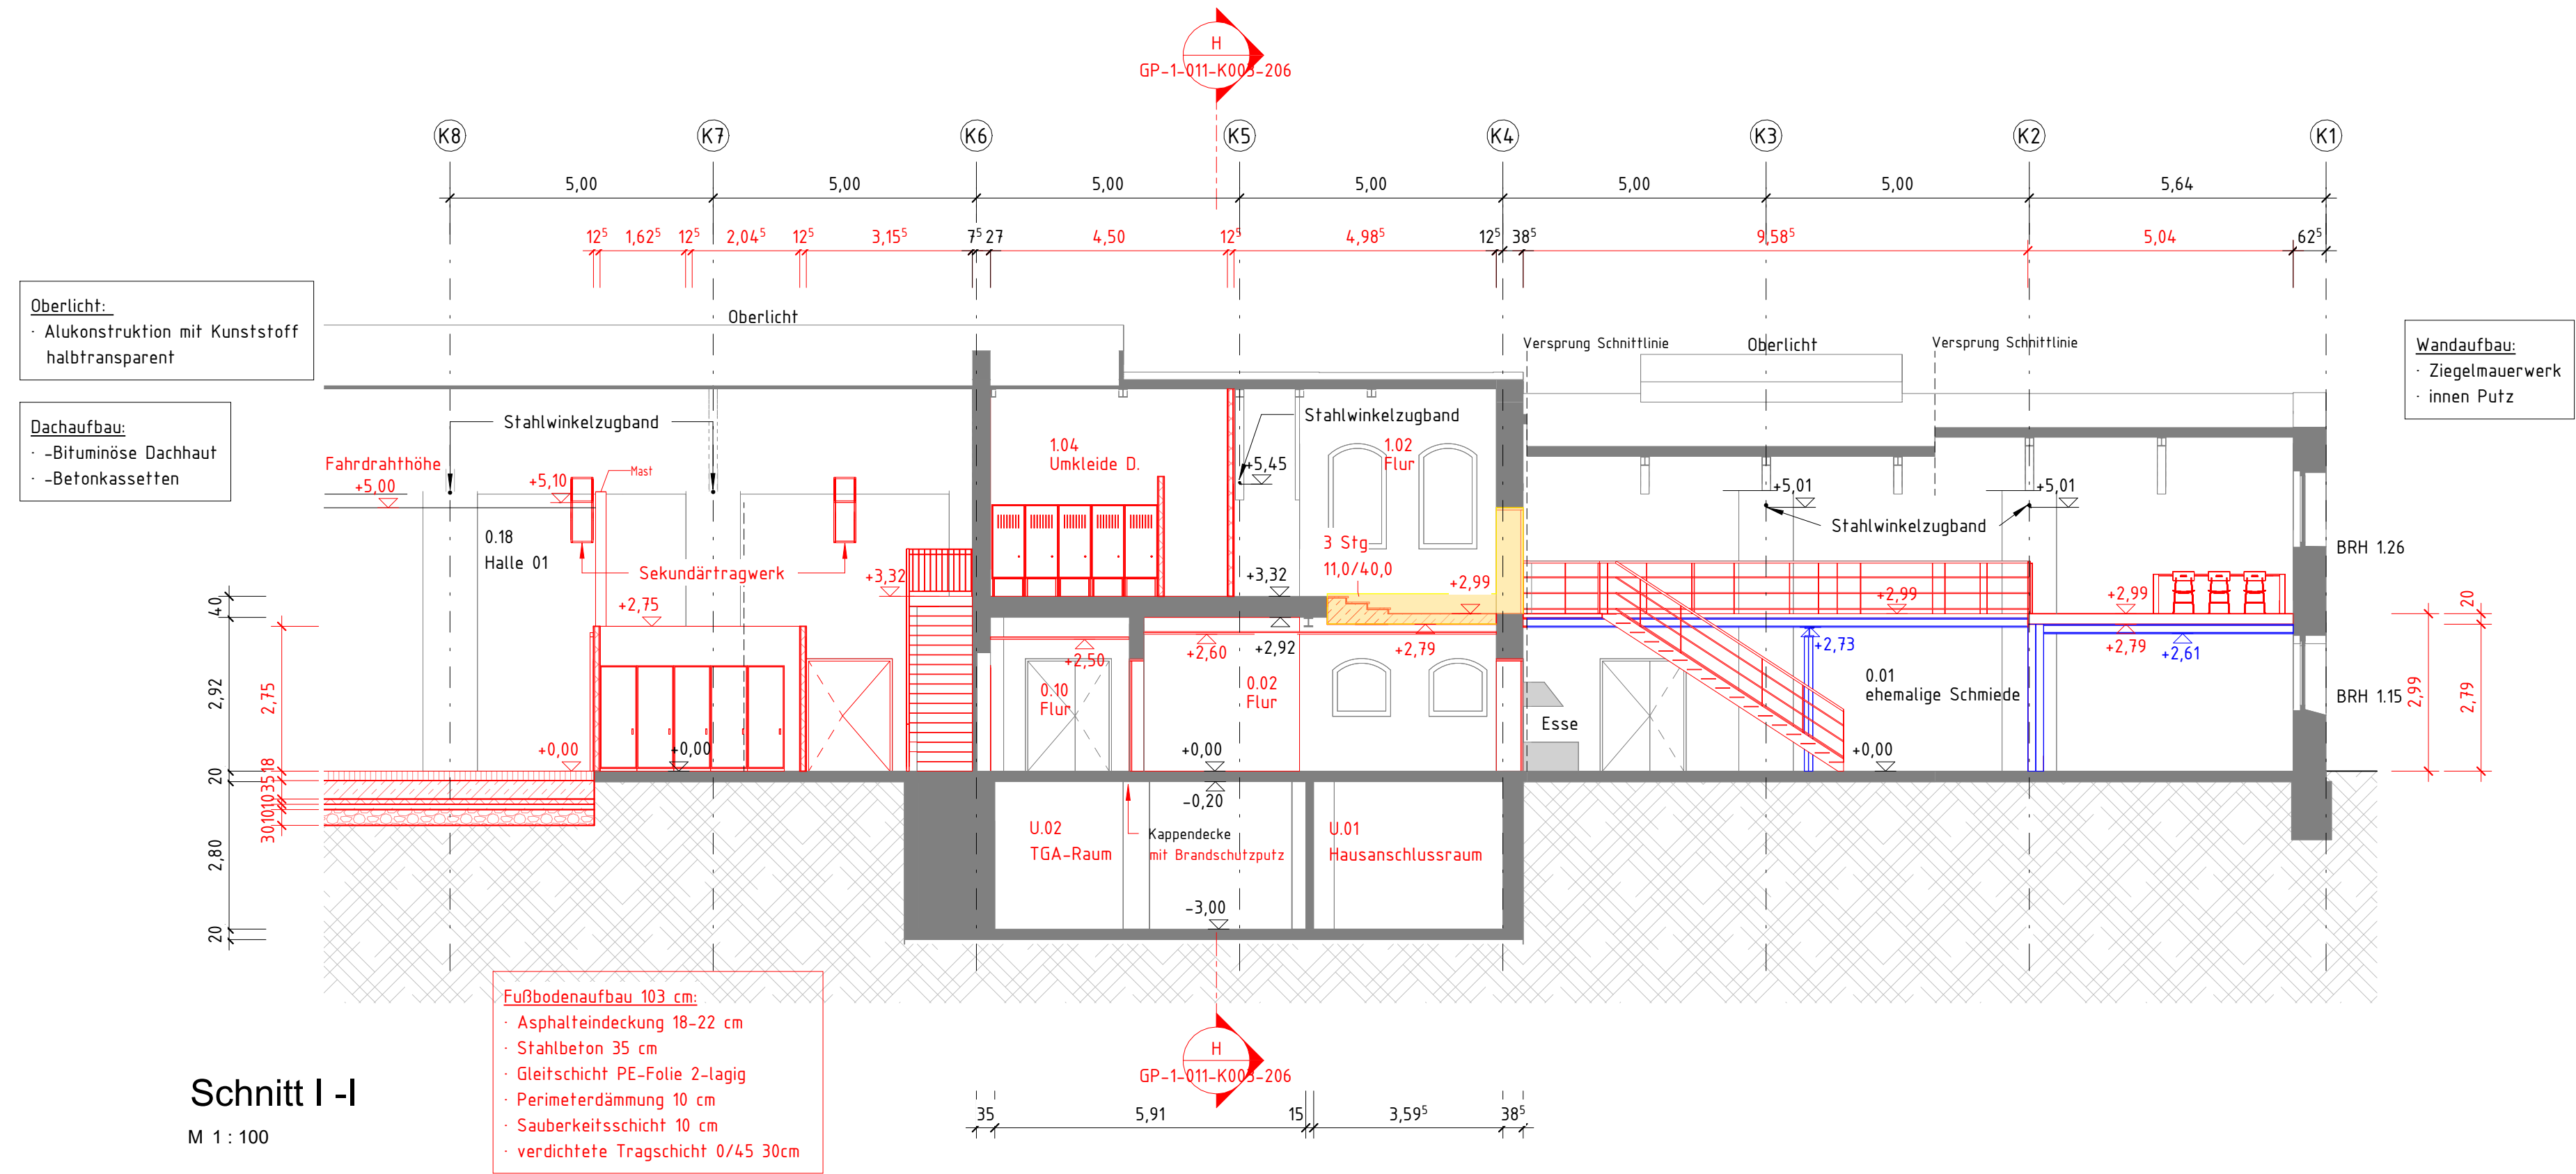 H
GP-1-011-K003-206
K8
K7
K6
K5
K4
K3
K2
K1
5,00
5,00
5,00
5,00
5,00
5,00
5,64
12⁵
1,62⁵
12⁵
2,04⁵
12⁵
3,15⁵
7⁵
27
4,50
12⁵
4,98⁵
12⁵
38⁵
9,58⁵
5,04
62⁵
Oberlicht:
· Alukonstruktion mit Kunststoff
halbtransparent
Dachaufbau:
· -Bituminöse Dachhaut
· -Betonkassetten
Wandaufbau:
· Ziegelmauerwerk
· innen Putz
Oberlicht
Versprung Schnittlinie
Oberlicht
Versprung Schnittlinie
Stahlwinkelzugband
Stahlwinkelzugband
Stahlwinkelzugband
Fahrdrahthöhe
+5,00
+5,10
Mast
0.18
Halle 01
Sekundärtragwerk
+3,32
+2,75
1.04
Umkleide D.
+5,45
1.02
Flur
3 Stg
11,0/40,0
+3,32
+2,99
+5,01
+5,01
+2,99
+2,99
BRH 1.26
BRH 1.15
+2,50
+2,60
+2,92
+2,79
+2,73
+2,79
+2,61
0.10
Flur
0.02
Flur
0.01
ehemalige Schmiede
Esse
+0,00
+0,00
+0,00
+0,00
-0,20
40
2,92
20
2,80
20
2,75
18
35
10
10
30
20
2,99
2,79
U.02
TGA-Raum
Kappendecke
mit Brandschutzputz
U.01
Hausanschlussraum
-3,00
Fußbodenaufbau 103 cm:
· Asphalteindeckung 18-22 cm
· Stahlbeton 35 cm
· Gleitschicht PE-Folie 2-lagig
· Perimeterdämmung 10 cm
· Sauberkeitsschicht 10 cm
· verdichtete Tragschicht 0/45 30cm
H
GP-1-011-K003-206
35
5,91
15
3,59⁵
38⁵
Schnitt I -I
M 1 : 100